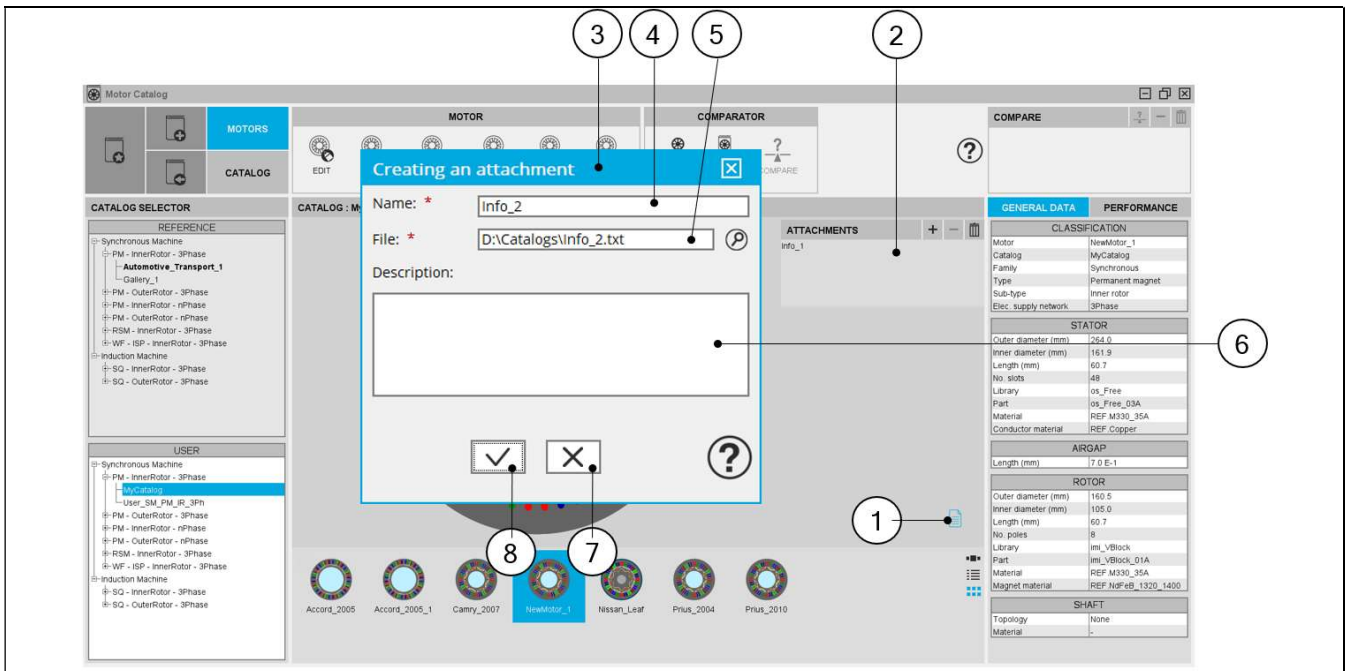 3
4
5
2
Motor Catalog
MOTORS
CATALOG
MOTOR
EDIT
COMPARATOR
?
COMPARE
?
COMPARE
?
CATALOG SELECTOR
REFERENCE
Synchronous Machine
PM - InnerRotor - 3Phase
Automotive_Transport_1
Gallery_1
PM - OuterRotor - 3Phase
PM - InnerRotor - nPhase
PM - OuterRotor - nPhase
RSM - InnerRotor - 3Phase
WF - ISP - InnerRotor - 3Phase
Induction Machine
SQ - InnerRotor - 3Phase
SQ - OuterRotor - 3Phase
USER
Synchronous Machine
PM - InnerRotor - 3Phase
MyCatalog
User_SM_PM_IR_3Ph
PM - OuterRotor - 3Phase
PM - InnerRotor - nPhase
PM - OuterRotor - nPhase
RSM - InnerRotor - 3Phase
WF - ISP - InnerRotor - 3Phase
Induction Machine
SQ - InnerRotor - 3Phase
SQ - OuterRotor - 3Phase
CATALOG : M
Creating an attachment
Name: * Info_2
File: * D:\Catalogs\Info_2.txt
Description:
?
8
7
6
1
ATTACHMENTS + −
Info_1
Accord_2005
Accord_2005_1
Camry_2007
NewMotor_1
Nissan_Leaf
Prius_2004
Prius_2010
GENERAL DATA
PERFORMANCE
CLASSIFICATION
Motor NewMotor_1
Catalog MyCatalog
Family Synchronous
Type Permanent magnet
Sub-type Inner rotor
Elec. supply network 3Phase
STATOR
Outer diameter (mm) 264.0
Inner diameter (mm) 161.9
Length (mm) 60.7
No. slots 48
Library os_Free
Part os_Free_03A
Material REF.M330_35A
Conductor material REF.Copper
AIRGAP
Length (mm) 7.0 E-1
ROTOR
Outer diameter (mm) 160.5
Inner diameter (mm) 105.0
Length (mm) 60.7
No. poles 8
Library imi_VBlock
Part imi_VBlock_01A
Material REF.M330_35A
Magnet material REF.NdFeB_1320_1400
SHAFT
Topology None
Material -